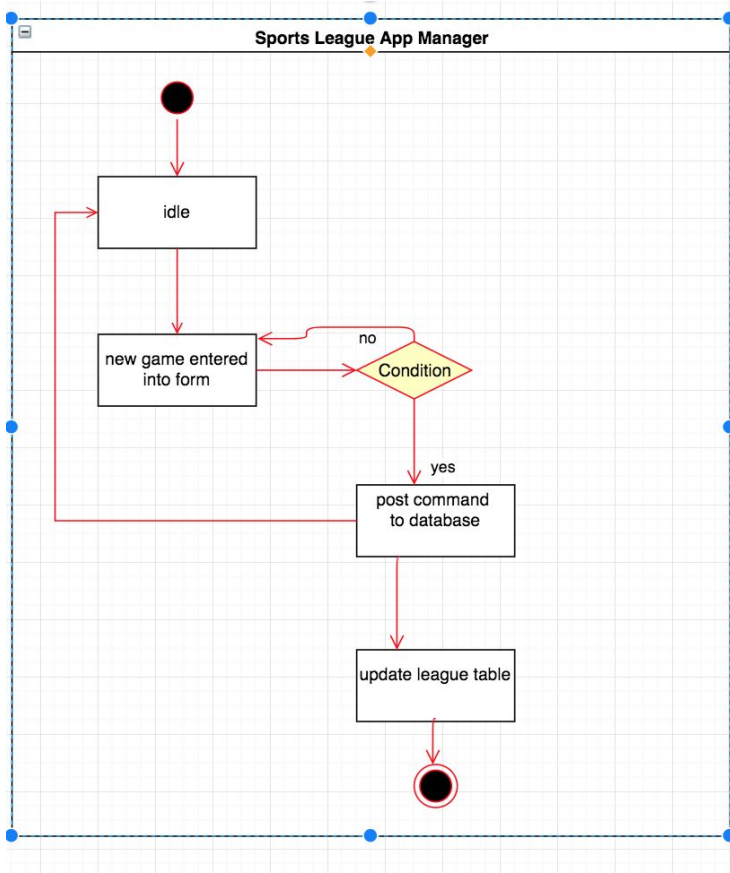 Sports League App Manager
idle
new game entered
into form
no
Condition
yes
post command
to database
update league table